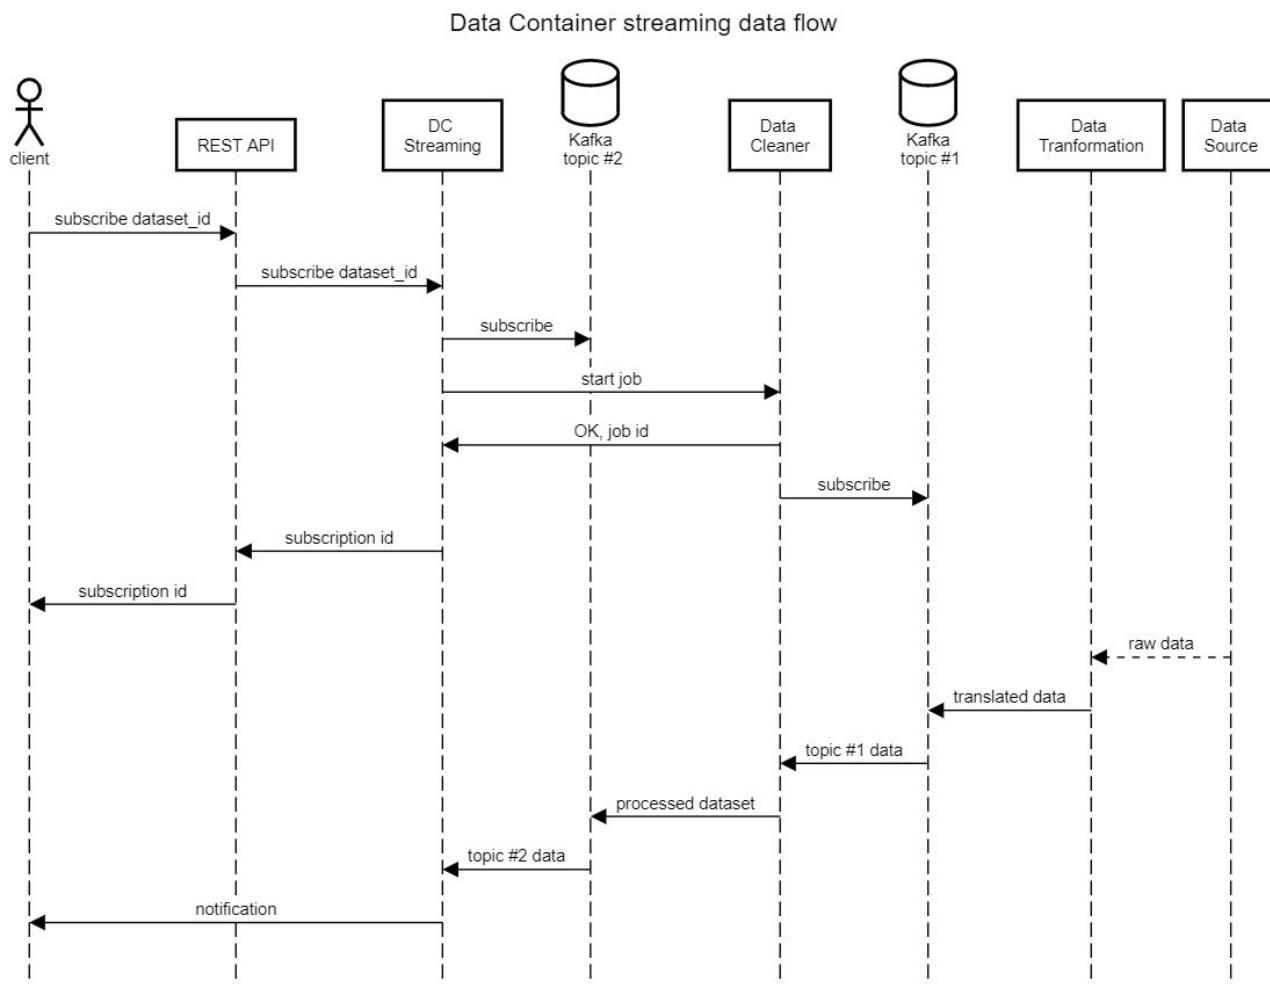 Data Container streaming data flow
client
REST API
DC
Streaming
Kafka
topic #2
Data
Cleaner
Kafka
topic #1
Data
Tranformation
Data
Source
subscribe dataset_id
subscribe dataset_id
subscribe
start job
OK, job id
subscribe
subscription id
subscription id
raw data
translated data
topic #1 data
processed dataset
topic #2 data
notification